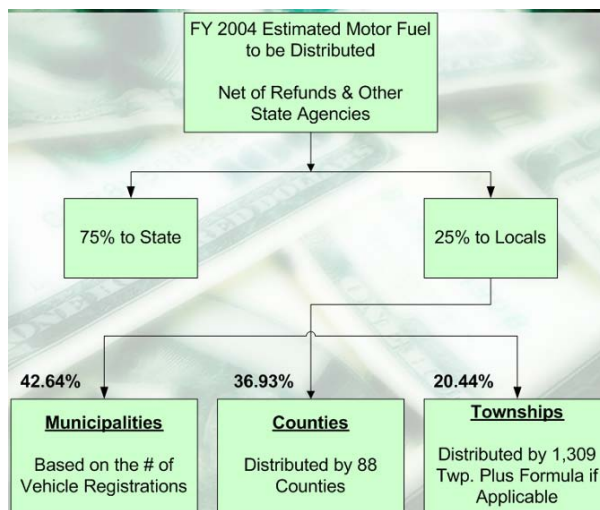 FY 2004 Estimated Motor Fuel
to be Distributed
Net of Refunds & Other
State Agencies
75% to State
25% to Locals
42.64%
36.93%
20.44%
Municipalities
Based on the # of
Vehicle Registrations
Counties
Distributed by 88
Counties
Townships
Distributed by 1,309
Twp. Plus Formula if
Applicable